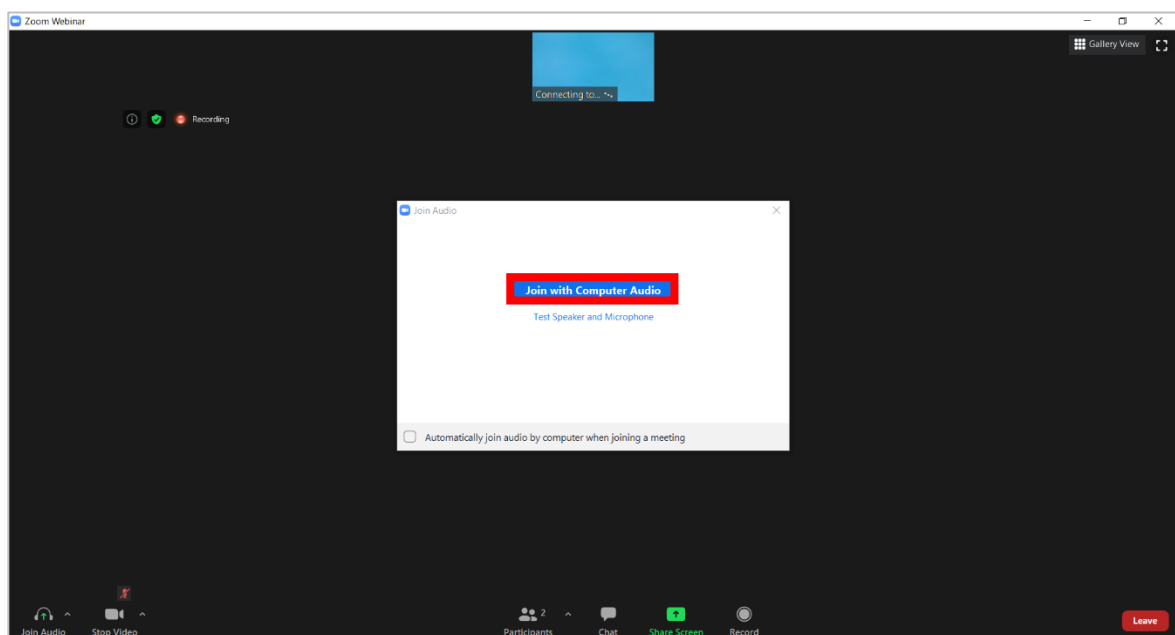 Zoom Webinar
Gallery View
Connecting to...
Recording
Join Audio
Join with Computer Audio
Test Speaker and Microphone
Automatically join audio by computer when joining a meeting
2
Join Audio
Stop Video
Participants
Chat
Share Screen
Record
Leave